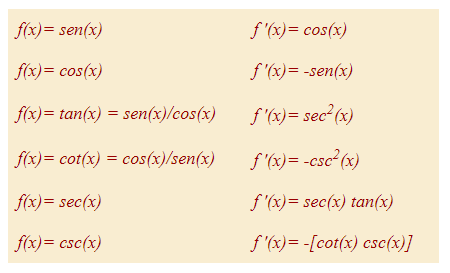 f(x)= sen(x) f '(x)= cos(x)
f(x)= cos(x) f '(x)= -sen(x)
f(x)= tan(x) = sen(x)/cos(x) f '(x)= sec²(x)
f(x)= cot(x) = cos(x)/sen(x) f '(x)= -csc²(x)
f(x)= sec(x) f '(x)= sec(x) tan(x)
f(x)= csc(x) f '(x)= -[cot(x) csc(x)]